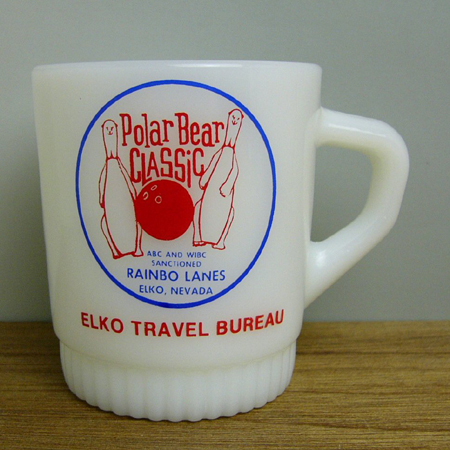 Polar Bear
CLASSiC
ABC AND WIBC
SANCTIONED
RAINBO LANES
ELKO, NEVADA
ELKO TRAVEL BUREAU